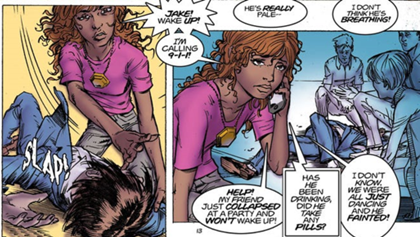 JAKE!
WAKE UP!
I'M
CALLING
9-1-1!
SLAP!
HE'S REALLY
PALE--
I DON'T
THINK HE'S
BREATHING!
HELP!
MY FRIEND
JUST COLLAPSED
AT A PARTY AND
WON'T WAKE UP!
HAS
HE
BEEN
DRINKING,
DID HE
TAKE
ANY
PILLS?
I DON'T
KNOW.
WE WERE
ALL JUST
DANCING
AND HE
FAINTED!
13